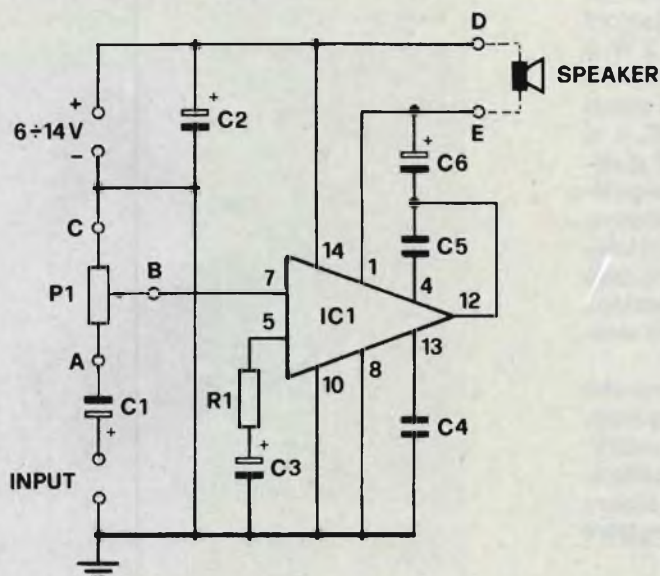 D
SPEAKER
+
6÷14V
−
+
C2
E
+
C6
C
C5
14
1
4
P1
B
7
12
IC1
5
13
A
10
8
R1
C1
+
+
C3
C4
INPUT